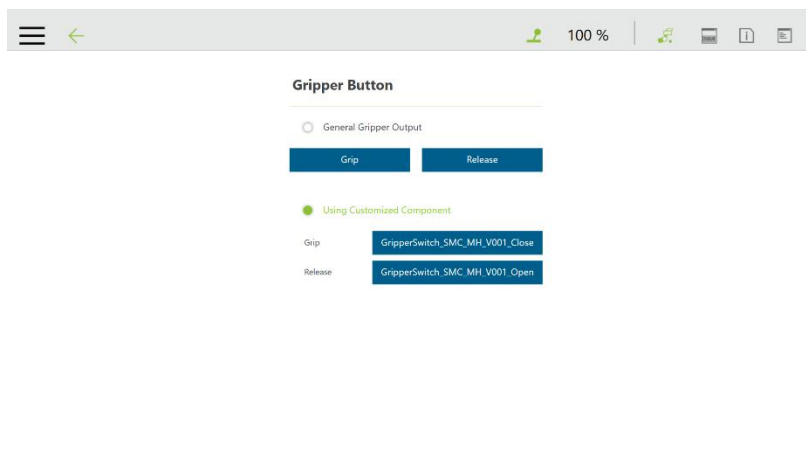 100 %
Gripper Button
General Gripper Output
Grip Release
Using Customized Component
Grip GripperSwitch_SMC_MH_V001_Close
Release GripperSwitch_SMC_MH_V001_Open